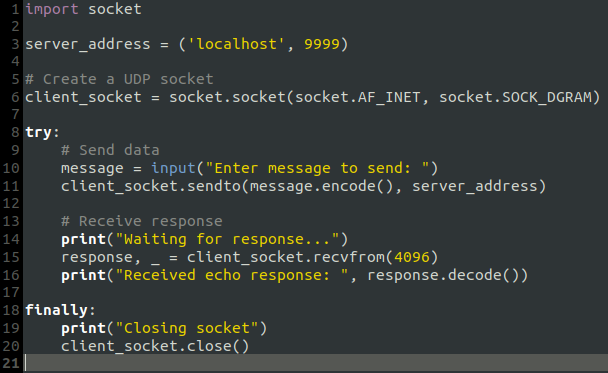 1 import socket
2
3 server_address = ('localhost', 9999)
4
5 # Create a UDP socket
6 client_socket = socket.socket(socket.AF_INET, socket.SOCK_DGRAM)
7
8 try:
9     # Send data
10     message = input("Enter message to send: ")
11     client_socket.sendto(message.encode(), server_address)
12
13     # Receive response
14     print("Waiting for response...")
15     response, _ = client_socket.recvfrom(4096)
16     print("Received echo response: ", response.decode())
17
18 finally:
19     print("Closing socket")
20     client_socket.close()
21